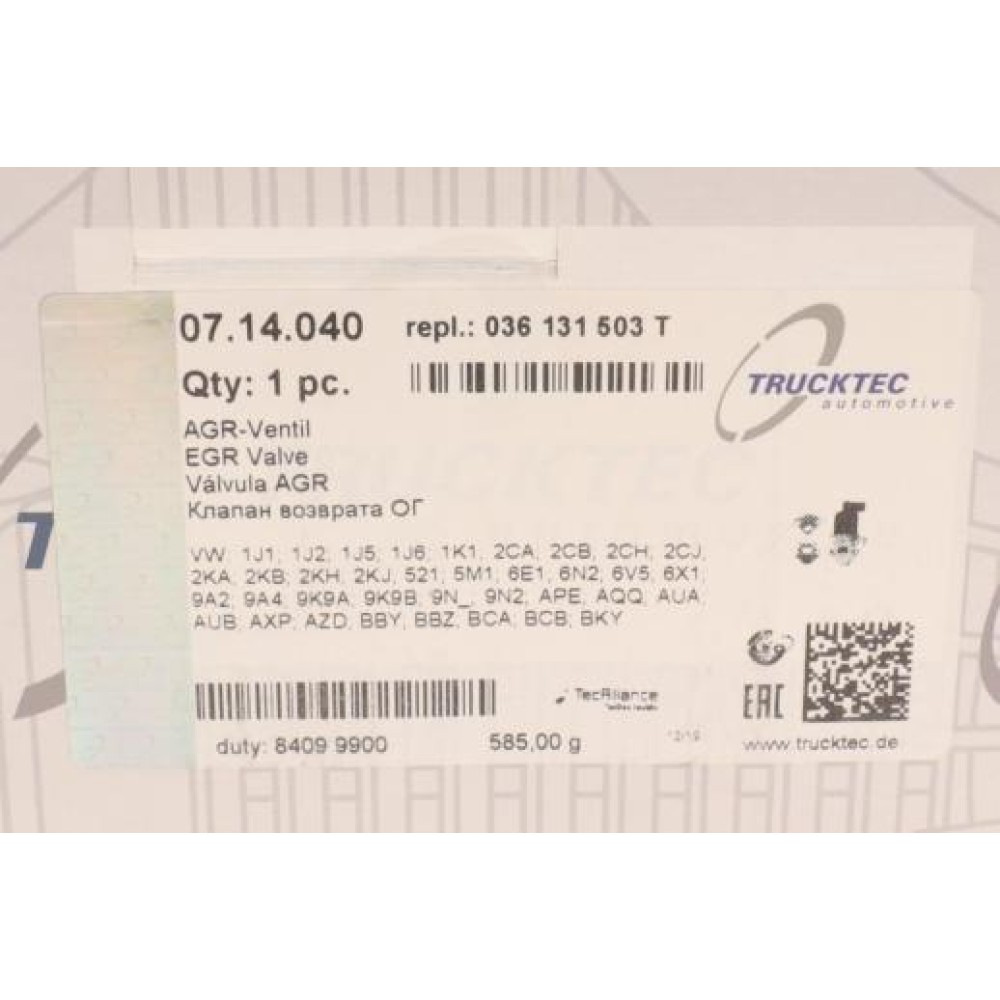 07.14.040 repl.: 036 131 503 T
Qty: 1 pc.
TRUCKTEC
automotive
AGR-Ventil
EGR Valve
Válvula AGR
Клапан возврата ОГ
VW: 1J1, 1J2, 1J5, 1J6, 1K1, 2CA, 2CB, 2CH, 2CJ,
2KA, 2KB, 2KH, 2KJ, 521, 5M1, 6E1, 6N2, 6V5, 6X1,
9A2, 9A4, 9K9A, 9K9B, 9N_, 9N2, APE, AQQ, AUA,
AUB, AXP, AZD, BBY, BBZ, BCA, BCB, BKY
TecAlliance
EAC
duty: 8409 9900 585,00 g 12/19 www.trucktec.de